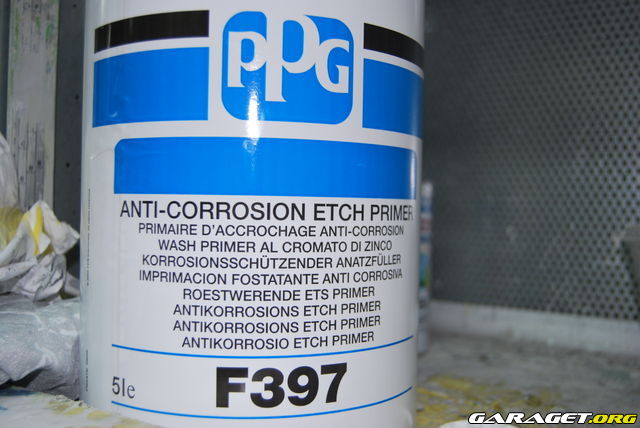 PPG
ANTI-CORROSION ETCH PRIMER
PRIMAIRE D'ACCROCHAGE ANTI-CORROSION
WASH PRIMER AL CROMATO DI ZINCO
KORROSIONSSCHÜTZENDER ANATZFÜLLER
IMPRIMACION FOSTATANTE ANTI CORROSIVA
ROESTWERENDE ETS PRIMER
ANTIKORROSIONS ETCH PRIMER
ANTIKORROSIONS ETCH PRIMER
ANTIKORROSIO ETCH PRIMER
5le F397
GARAGET.ORG